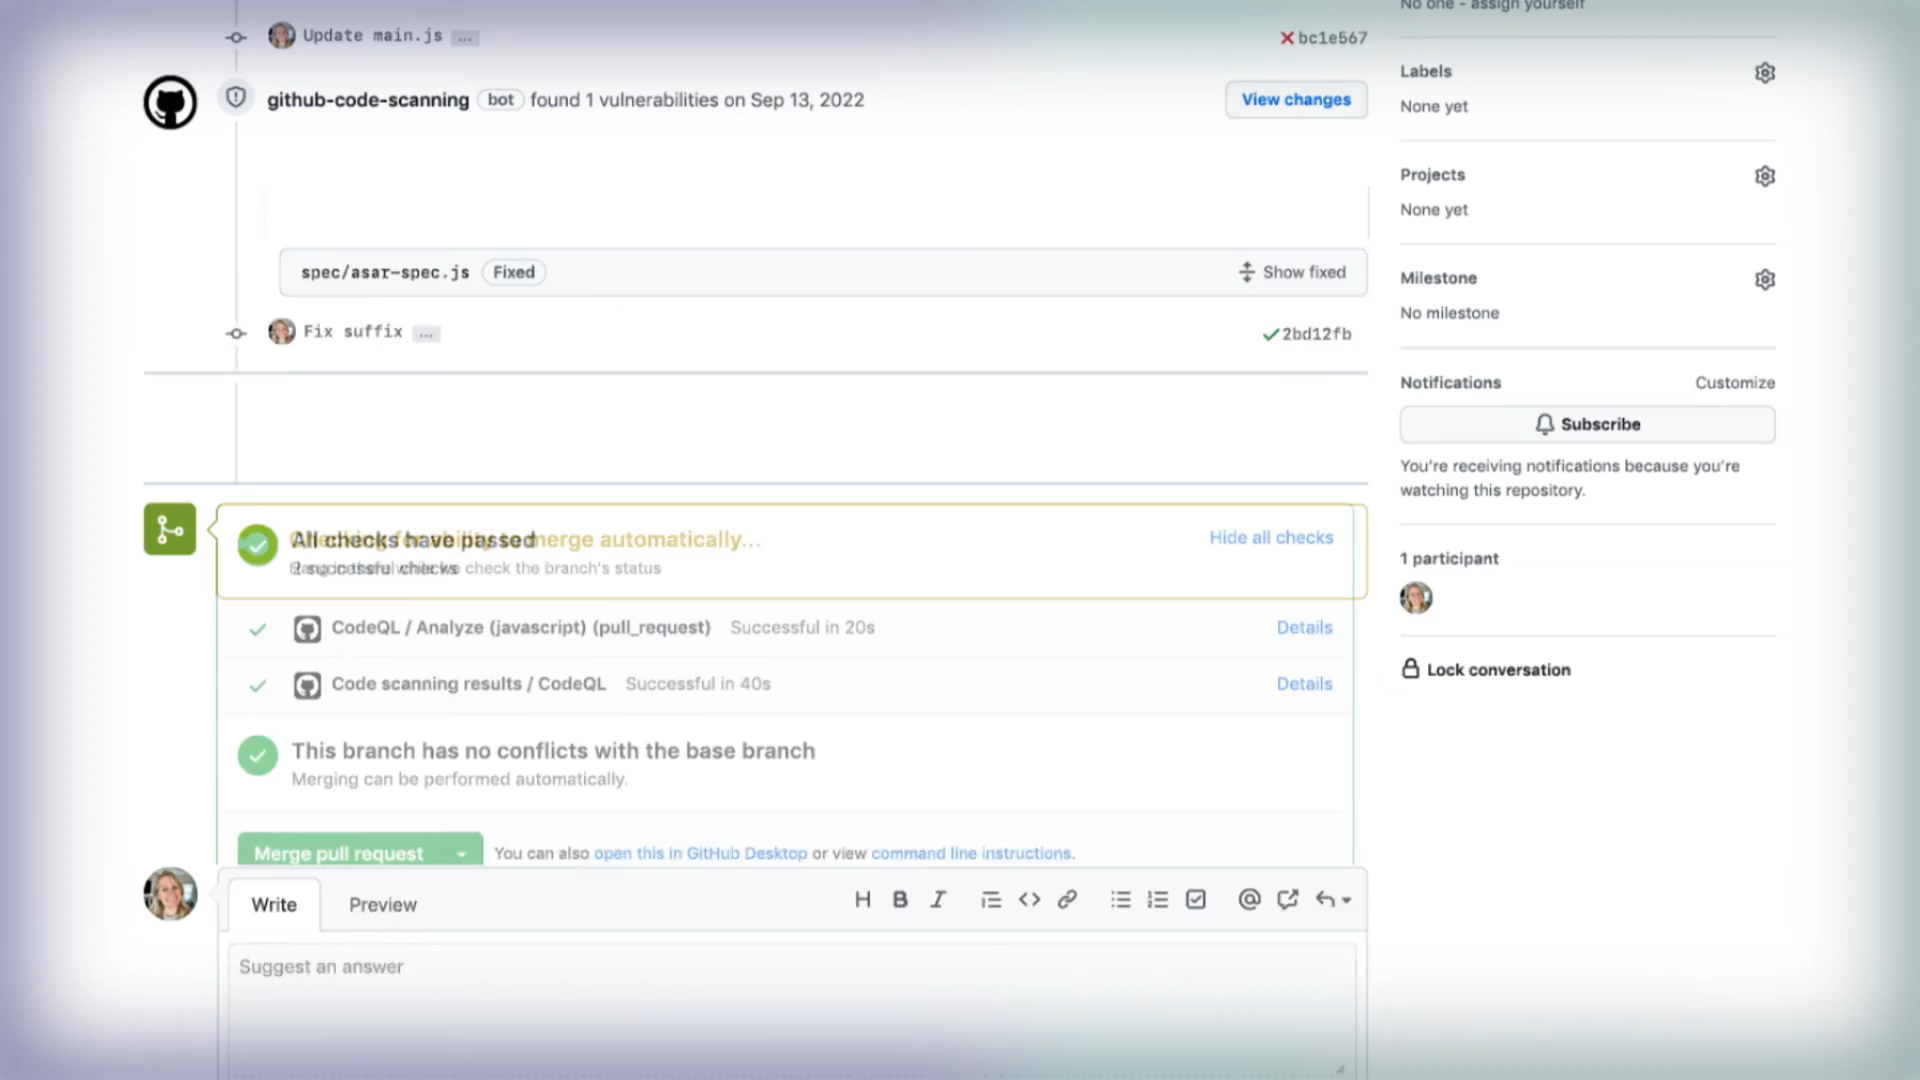 No one - assign yourself
Update main.js ...
bc1e567
Labels
None yet
github-code-scanning bot found 1 vulnerabilities on Sep 13, 2022
View changes
Projects
None yet
spec/asar-spec.js Fixed
Show fixed
Milestone
No milestone
Fix suffix ...
2bd12fb
Notifications
Customize
Subscribe
You're receiving notifications because you're
watching this repository.
All checks have passed
merge automatically...
Hide all checks
check the branch's status
1 participant
CodeQL / Analyze (javascript) (pull_request) Successful in 20s
Details
Code scanning results / CodeQL Successful in 40s
Details
Lock conversation
This branch has no conflicts with the base branch
Merging can be performed automatically.
Merge pull request
You can also open this in GitHub Desktop or view command line instructions.
Write
Preview
H B I
Suggest an answer